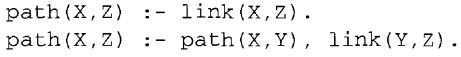 path(X,Z) :- link(X,Z).
path(X,Z) :- path(X,Y), link(Y,Z).